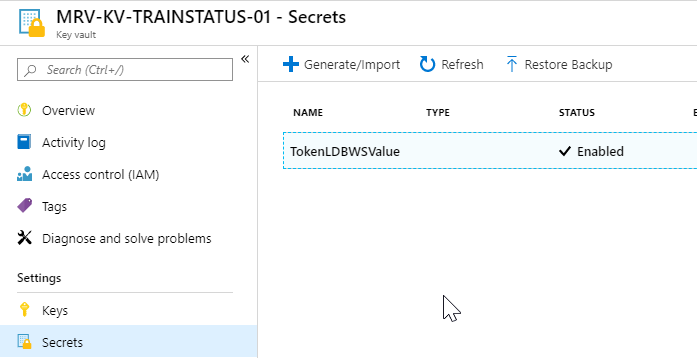 MRV-KV-TRAINSTATUS-01 - Secrets
Key vault
Search (Ctrl+/)
«
Overview
Activity log
Access control (IAM)
Tags
Diagnose and solve problems
Settings
Keys
Secrets
Generate/Import Refresh Restore Backup
NAME TYPE STATUS
TokenLDBWSValue Enabled